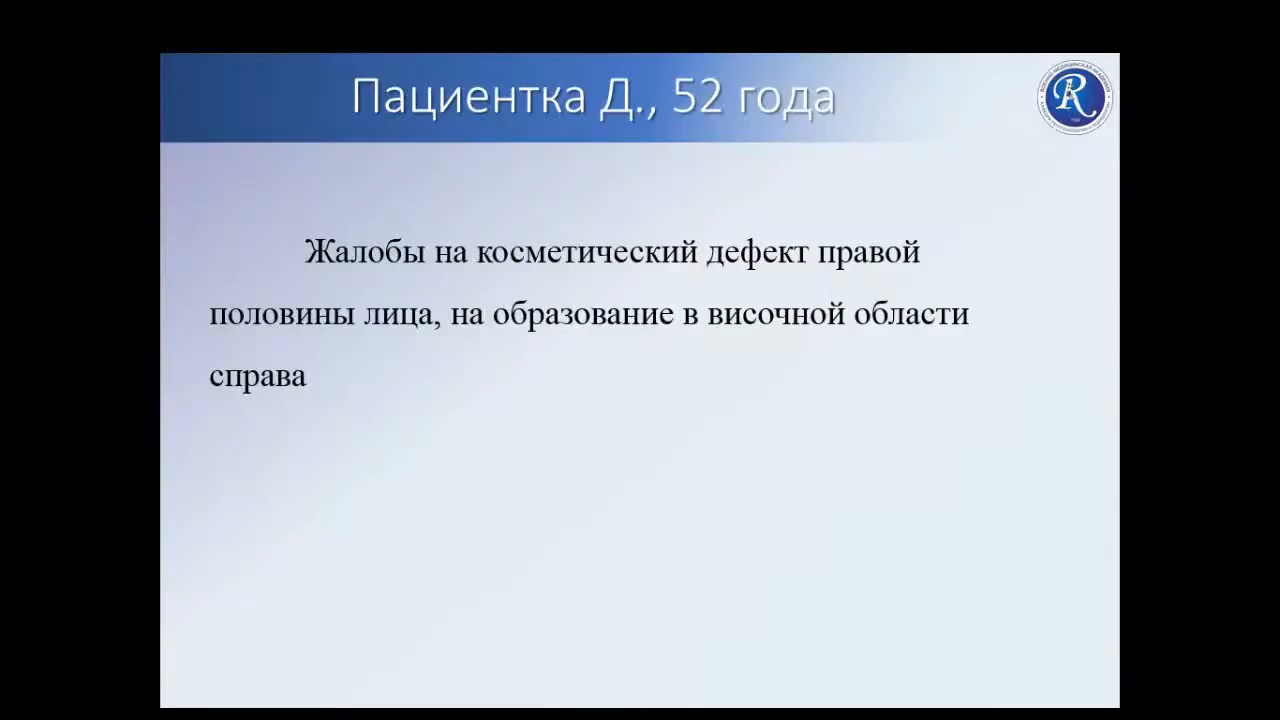 Пациентка Д., 52 года
Жалобы на косметический дефект правой
половины лица, на образование в височной области
справа